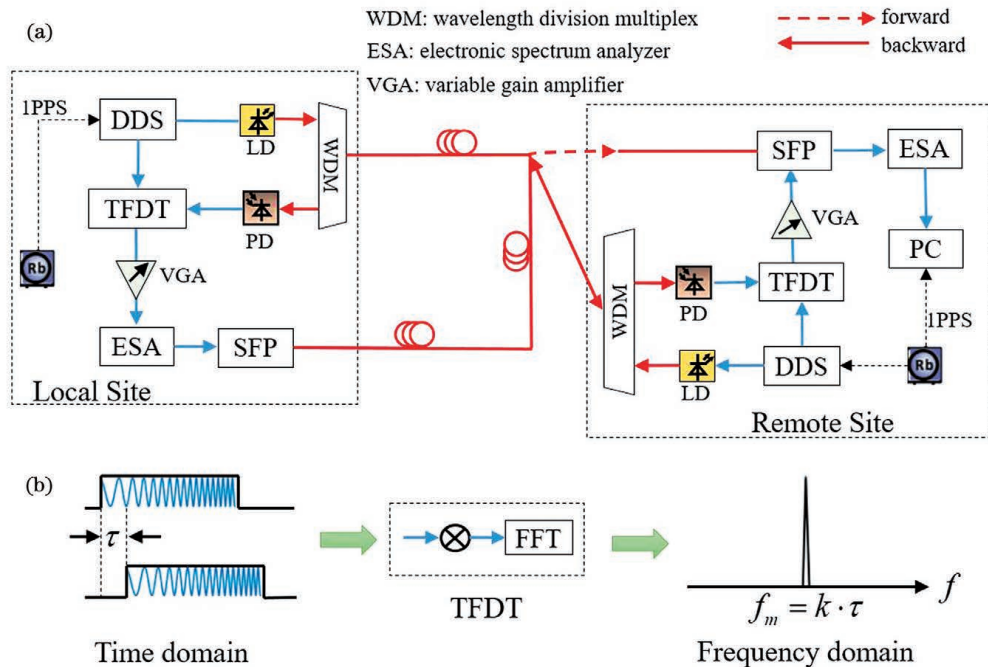 (a)
WDM: wavelength division multiplex
ESA: electronic spectrum analyzer
VGA: variable gain amplifier
forward
backward
1PPS
DDS
LD
WDM
TFDT
PD
Rb
VGA
ESA
SFP
Local Site
SFP
ESA
VGA
PC
WDM
PD
TFDT
1PPS
LD
DDS
Rb
Remote Site
(b)
τ
FFT
TFDT
f
f_m = k · τ
Time domain
Frequency domain